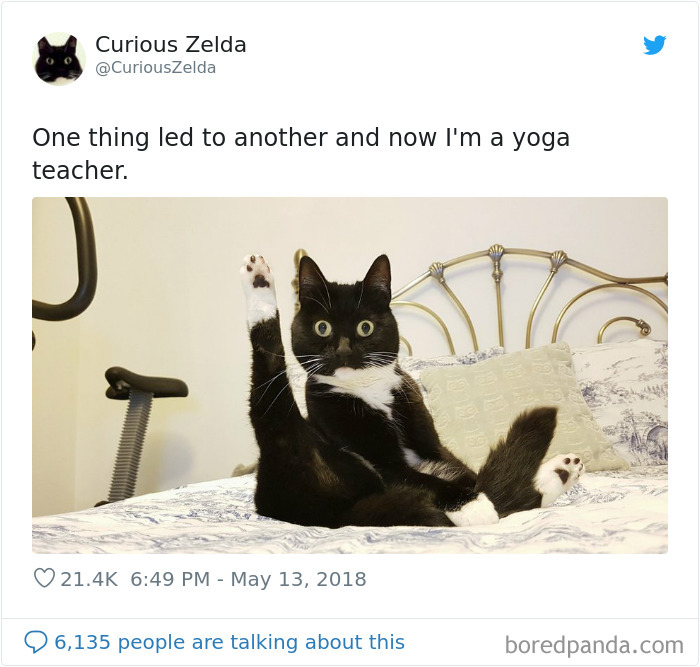 Curious Zelda
@CuriousZelda
One thing led to another and now I'm a yoga
teacher.
21.4K 6:49 PM - May 13, 2018
6,135 people are talking about this
boredpanda.com